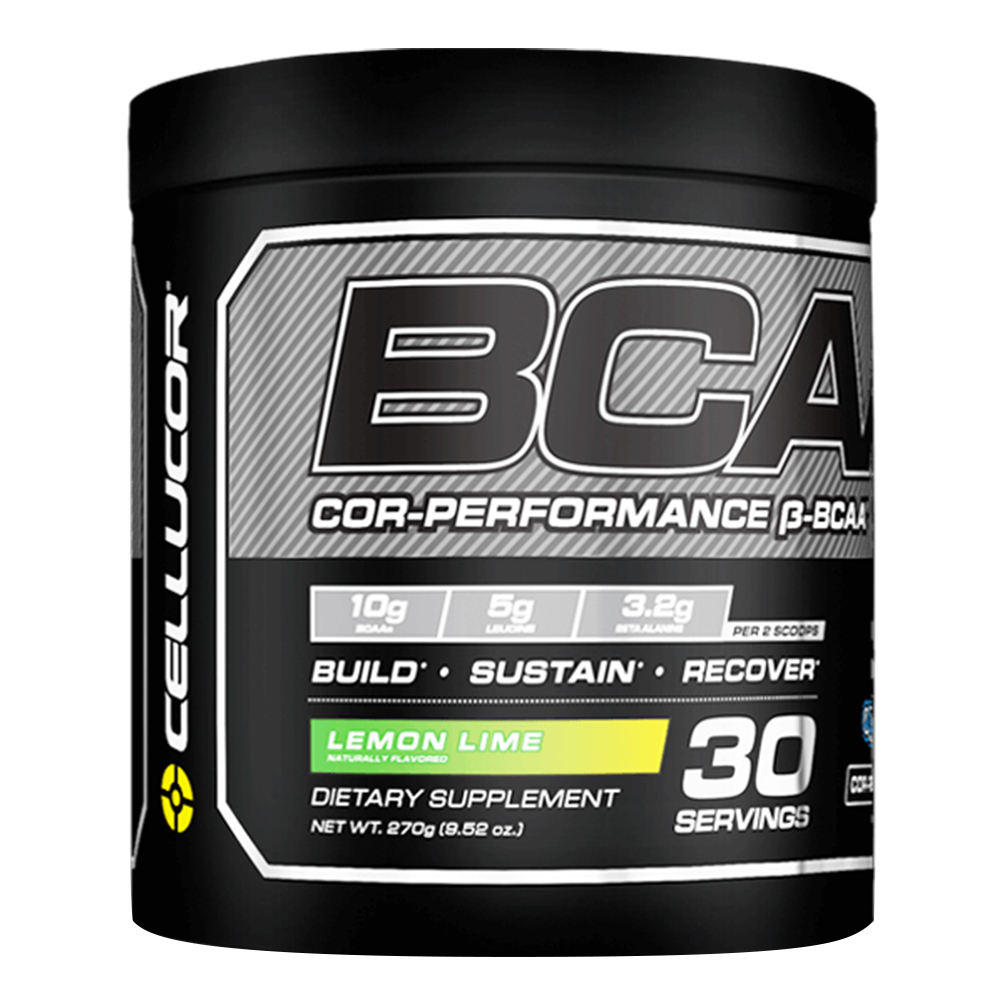 CELLUCOR
BCA
COR-PERFORMANCE β-BCAA
10g 5g 3.2g
BCAAs LEUCINE BETA ALANINE
PER 2 SCOOPS
BUILD* • SUSTAIN* • RECOVER*
LEMON LIME
NATURALLY FLAVORED
30
SERVINGS
DIETARY SUPPLEMENT
NET WT. 270g (9.52 oz.)